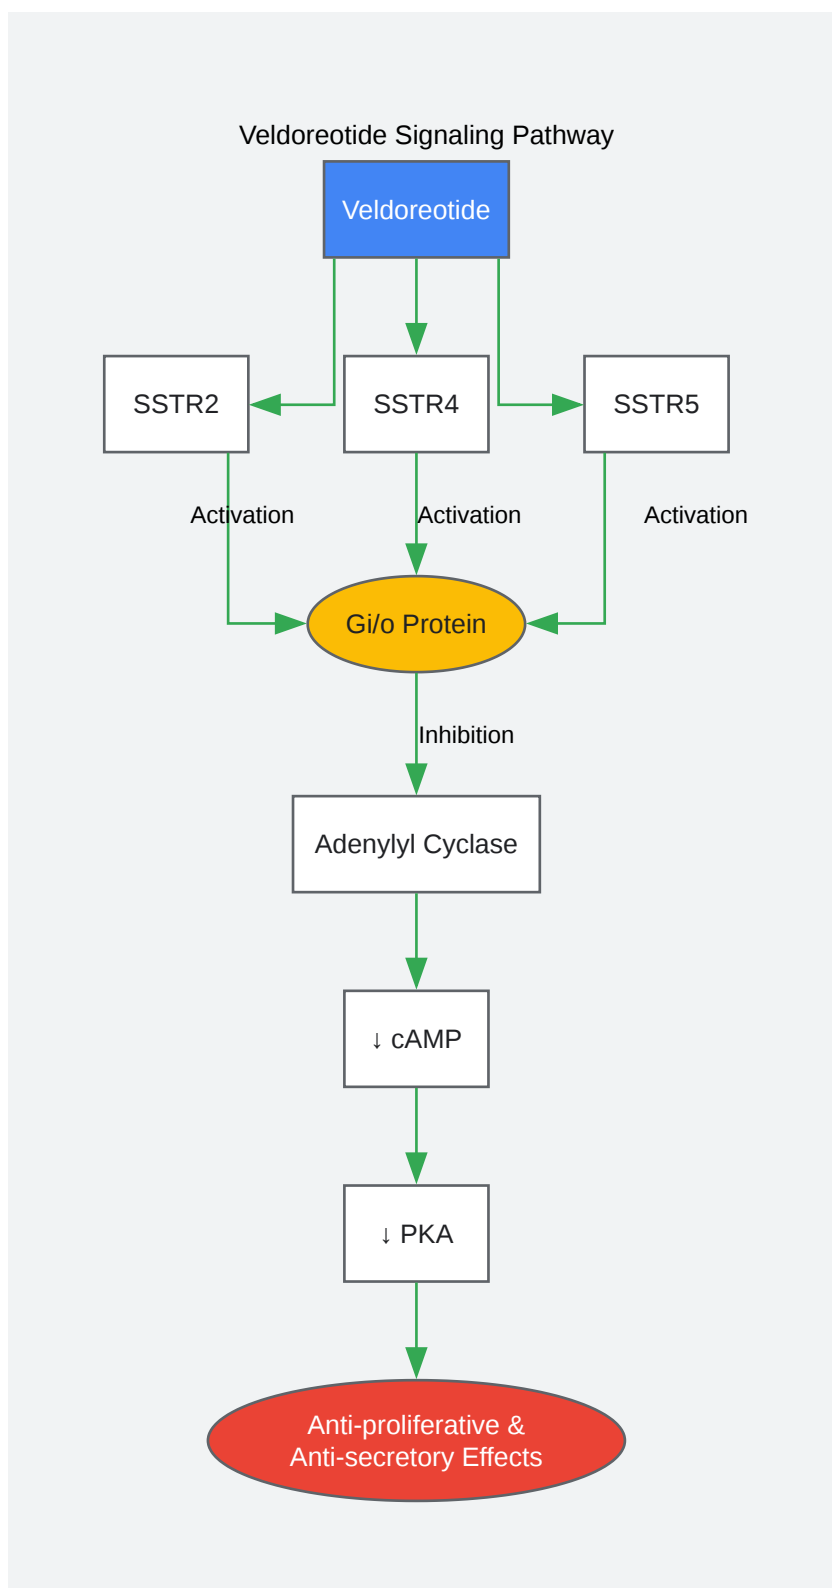 Veldoreotide Signaling Pathway
Veldoreotide
SSTR2
SSTR4
SSTR5
Activation
Activation
Activation
Gi/o Protein
Inhibition
Adenylyl Cyclase
↓ cAMP
↓ PKA
Anti-proliferative &
Anti-secretory Effects